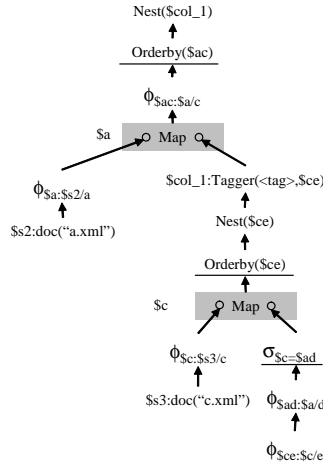 Nest($col_1)
Orderby($ac)
ϕ$ac:$a/c
$a Map
ϕ$a:$s2/a $col_1:Tagger(<tag>,$ce)
$s2:doc("a.xml") Nest($ce)
Orderby($ce)
$c Map
ϕ$c:$s3/c σ$c=$ad
$s3:doc("c.xml") ϕ$ad:$a/d
ϕ$ce:$c/e